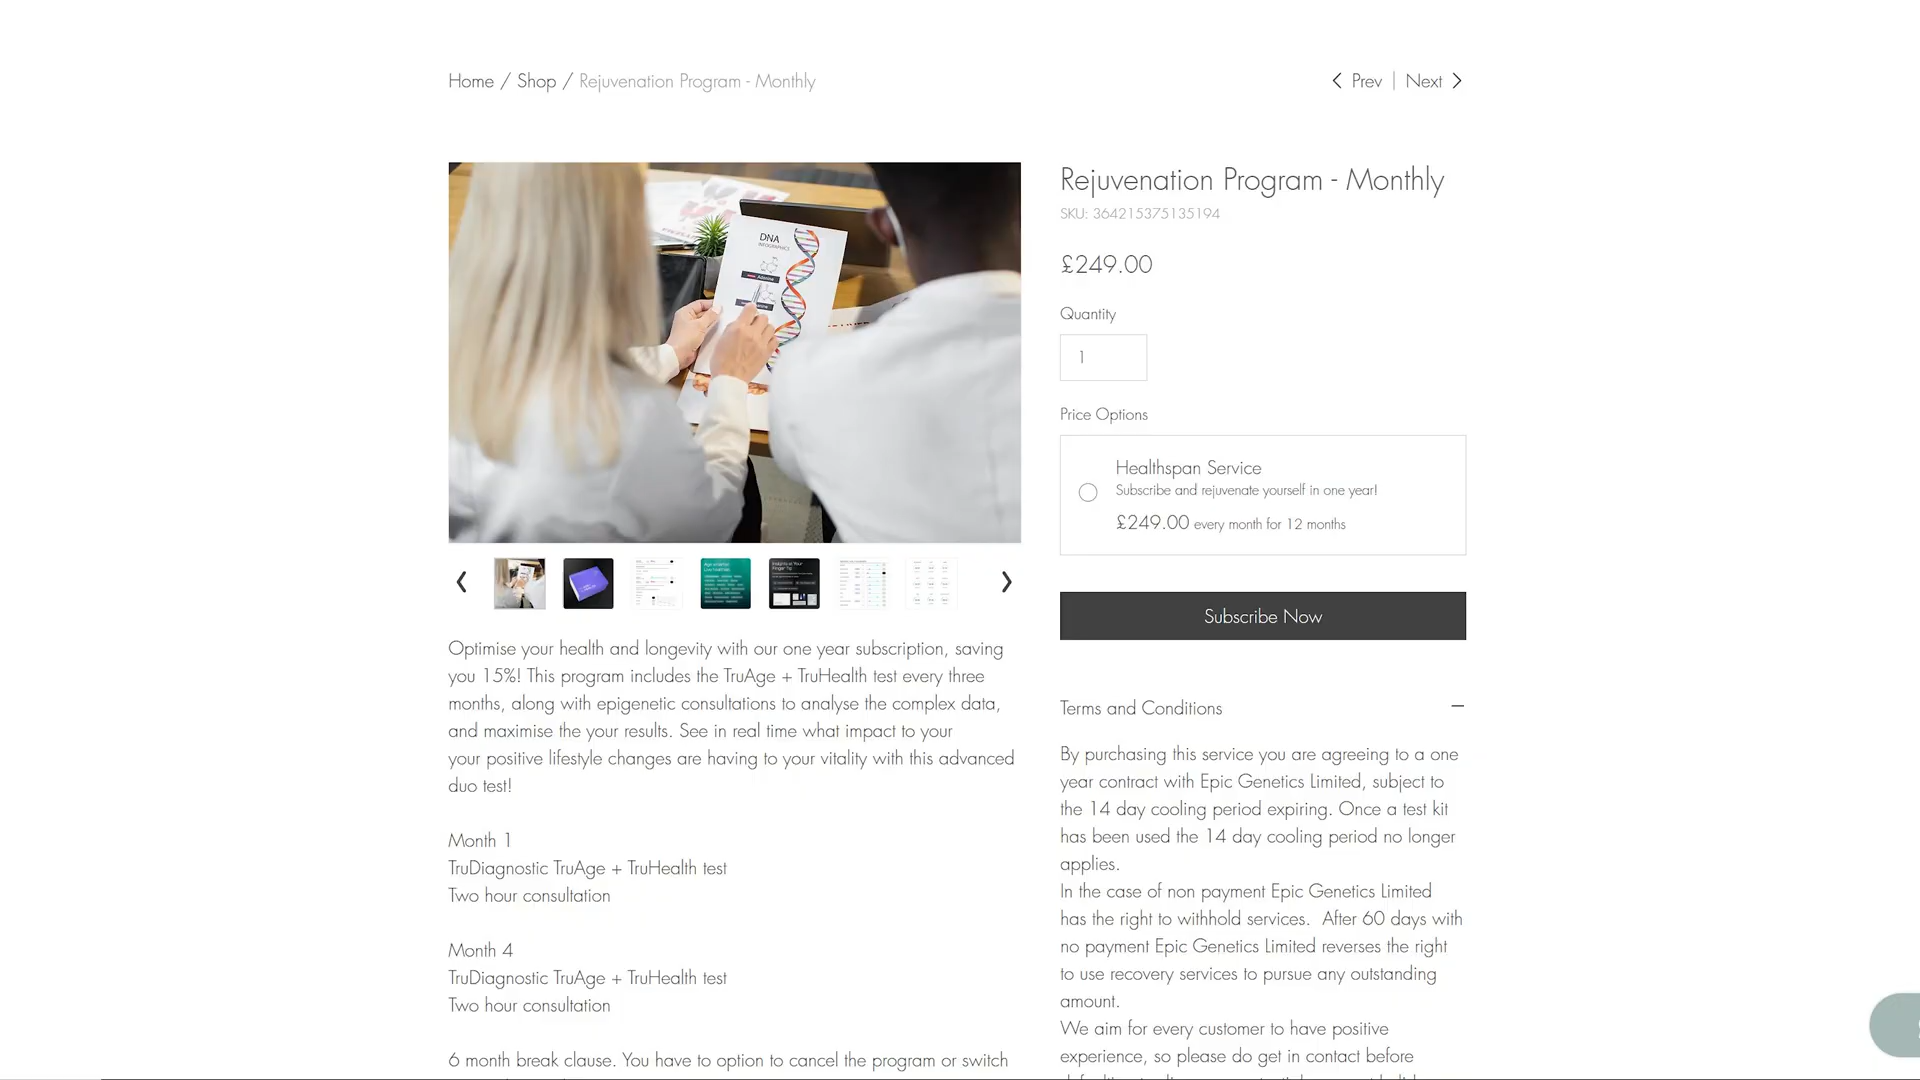 Home / Shop / Rejuvenation Program - Monthly
Prev | Next
Rejuvenation Program - Monthly
SKU: 364215375135194
£249.00
Quantity
1
Price Options
Healthspan Service
Subscribe and rejuvenate yourself in one year!
£249.00 every month for 12 months
Subscribe Now
DNA
INFOGRAPHICS
Adenine
Optimise your health and longevity with our one year subscription, saving
you 15%! This program includes the TruAge + TruHealth test every three
months, along with epigenetic consultations to analyse the complex data,
and maximise the your results. See in real time what impact to your
your positive lifestyle changes are having to your vitality with this advanced
duo test!
Month 1
TruDiagnostic TruAge + TruHealth test
Two hour consultation
Month 4
TruDiagnostic TruAge + TruHealth test
Two hour consultation
6 month break clause. You have to option to cancel the program or switch
Terms and Conditions
By purchasing this service you are agreeing to a one
year contract with Epic Genetics Limited, subject to
the 14 day cooling period expiring. Once a test kit
has been used the 14 day cooling period no longer
applies.
In the case of non payment Epic Genetics Limited
has the right to withhold services.  After 60 days with
no payment Epic Genetics Limited reverses the right
to use recovery services to pursue any outstanding
amount.
We aim for every customer to have positive
experience, so please do get in contact before